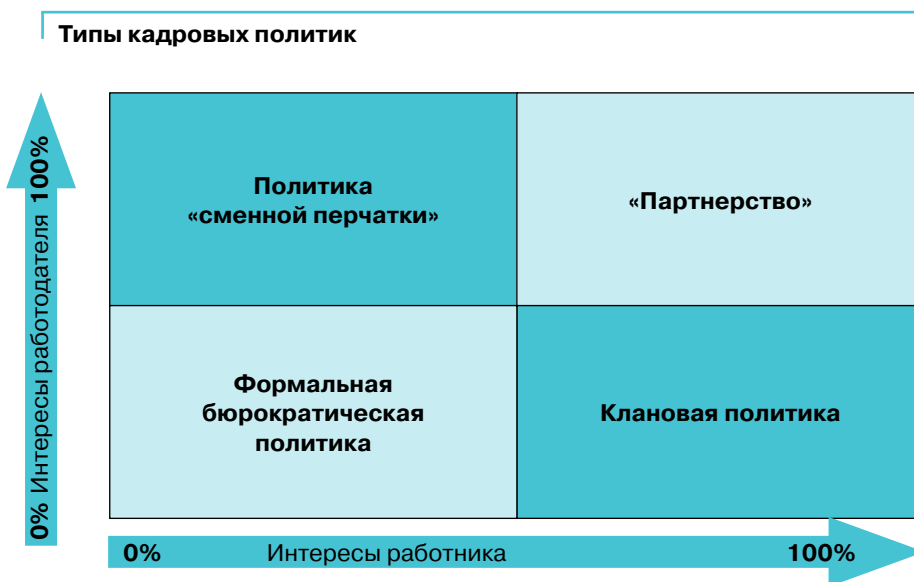 Типы кадровых политик
0% Интересы работодателя 100%
Политика
«сменной перчатки»
«Партнерство»
Формальная
бюрократическая
политика
Клановая политика
0% Интересы работника 100%